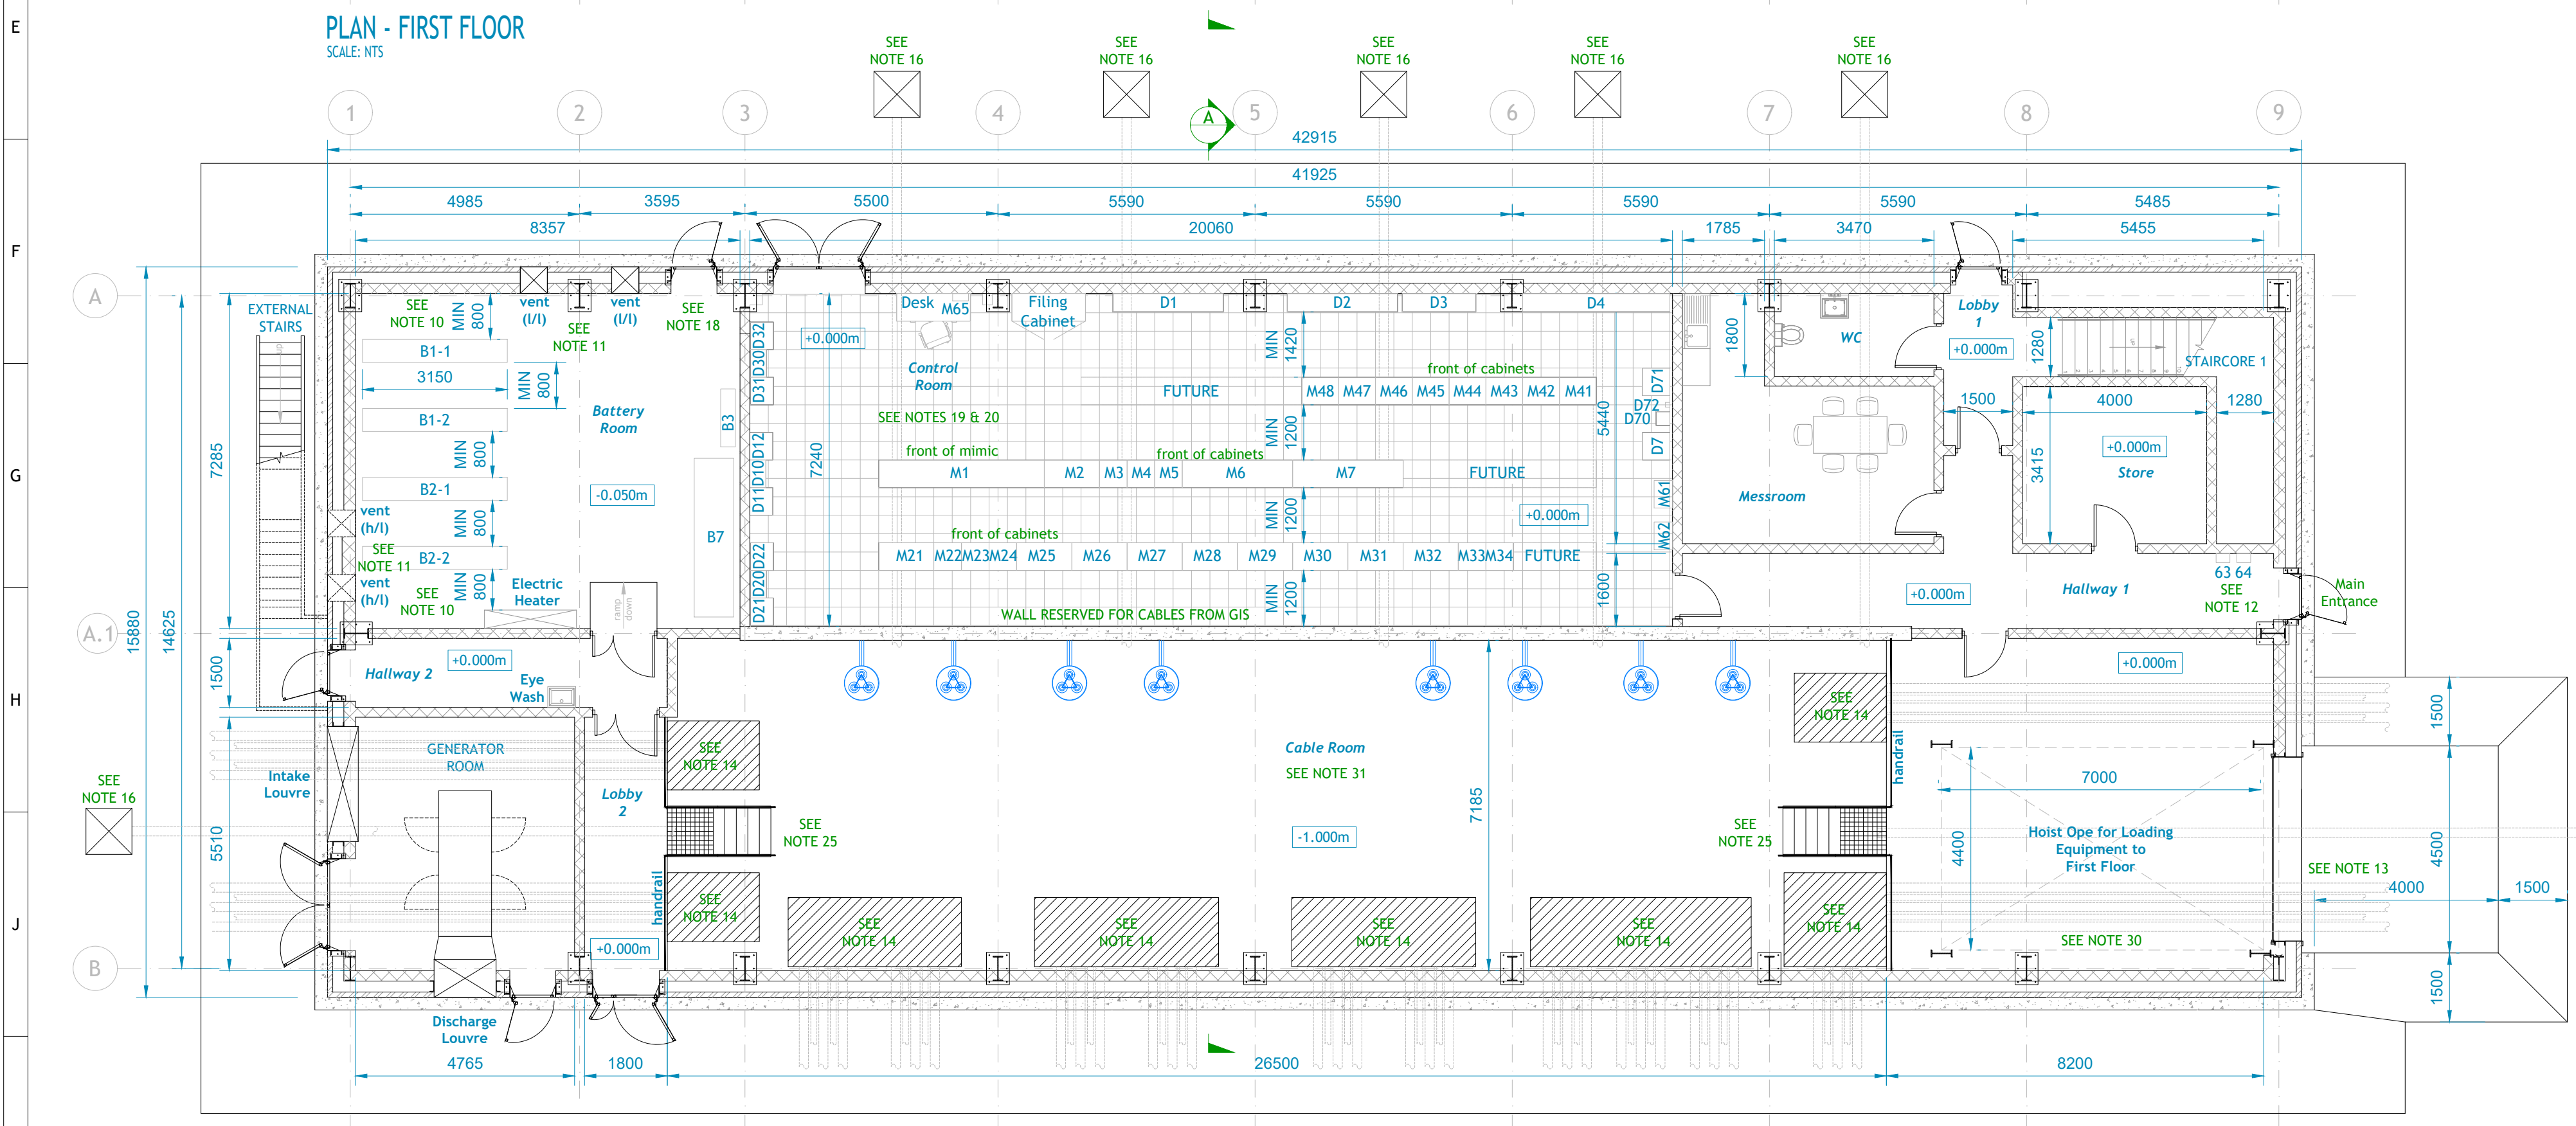 E
PLAN - FIRST FLOOR
SCALE: NTS
SEE
NOTE 16
SEE
NOTE 16
SEE
NOTE 16
SEE
NOTE 16
SEE
NOTE 16
1
2
3
4
A
5
6
7
8
9
42915
41925
4985
3595
5500
5590
5590
5590
5590
5485
8357
20060
1785
3470
5455
F
A
EXTERNAL
STAIRS
dn
SEE
NOTE 10
MIN
800
vent
(l/l)
SEE
NOTE 11
vent
(l/l)
SEE
NOTE 18
B1-1
3150
MIN
800
B1-2
Battery
Room
MIN
800
B2-1
-0.050m
MIN
800
B2-2
MIN
800
vent
(h/l)
SEE
NOTE 11
vent
(h/l)
SEE
NOTE 10
Electric
Heater
ramp
down
B3
B7
7285
D32
D30
D31
D12
D10
D11
D22
D20
D21
+0.000m
7240
Desk
M65
Filing
Cabinet
D1
D2
D3
D4
Control
Room
MIN
1420
front of cabinets
FUTURE
M48
M47
M46
M45
M44
M43
M42
M41
SEE NOTES 19 & 20
MIN
1200
5440
front of mimic
front of cabinets
M1
M2
M3
M4
M5
M6
M7
FUTURE
MIN
1200
+0.000m
front of cabinets
M21
M22
M23
M24
M25
M26
M27
M28
M29
M30
M31
M32
M33
M34
FUTURE
MIN
1200
1600
WALL RESERVED FOR CABLES FROM GIS
D71
D72
D70
D7
M61
M62
1800
WC
Messroom
Lobby
1
+0.000m
1280
UP
STAIRCORE 1
1500
4000
1280
+0.000m
Store
3415
+0.000m
Hallway 1
63 64
SEE
NOTE 12
Main
Entrance
G
H
J
A.1
15880
14625
1500
Hallway 2
+0.000m
Eye
Wash
+0.000m
5510
GENERATOR
ROOM
Intake
Louvre
SEE
NOTE 16
Lobby
2
handrail
+0.000m
SEE
NOTE 14
SEE
NOTE 25
SEE
NOTE 14
Cable Room
SEE NOTE 31
-1.000m
7185
SEE
NOTE 14
SEE
NOTE 25
SEE
NOTE 14
SEE
NOTE 14
SEE
NOTE 14
SEE
NOTE 14
SEE
NOTE 14
handrail
7000
4400
Hoist Ope for Loading
Equipment to
First Floor
SEE NOTE 30
1500
4500
SEE NOTE 13
4000
1500
1500
B
Discharge
Louvre
4765
1800
26500
8200